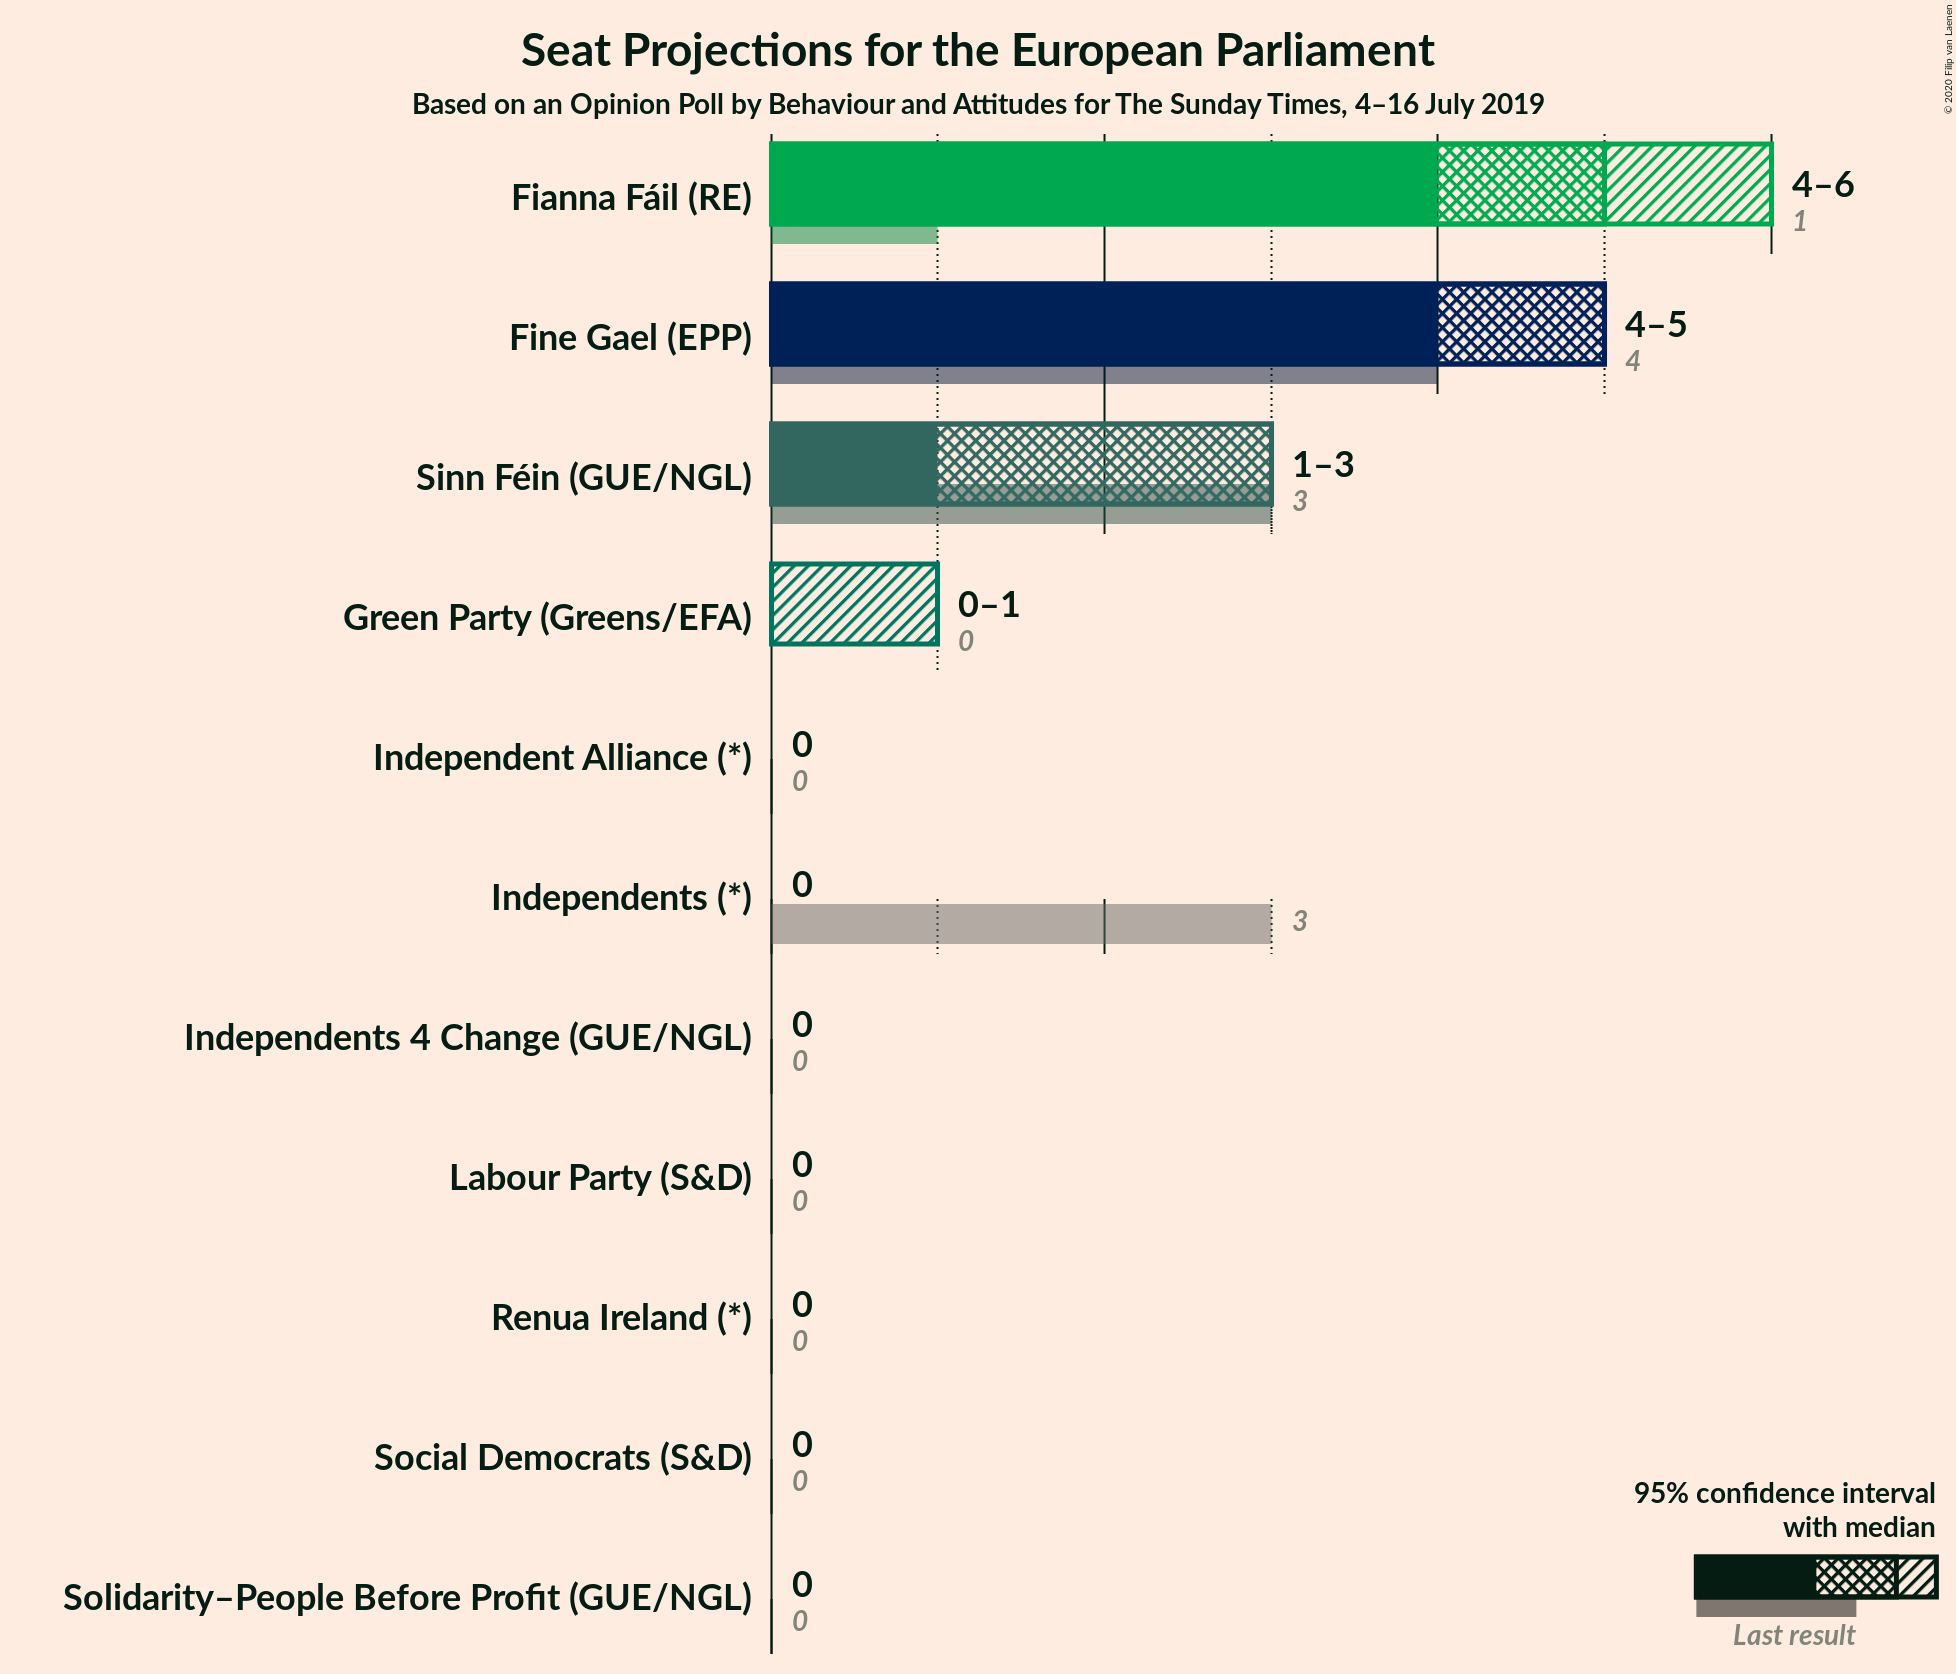 Seat Projections for the European Parliament
Based on an Opinion Poll by Behaviour and Attitudes for The Sunday Times, 4–16 July 2019
© 2020 Filip van Laenen
Fianna Fáil (RE)
4–6
1
Fine Gael (EPP)
4–5
4
Sinn Féin (GUE/NGL)
1–3
3
Green Party (Greens/EFA)
0–1
0
Independent Alliance (*)
0
0
Independents (*)
0
3
Independents 4 Change (GUE/NGL)
0
0
Labour Party (S&D)
0
0
Renua Ireland (*)
0
0
Social Democrats (S&D)
0
0
Solidarity–People Before Profit (GUE/NGL)
0
0
95% confidence interval
with median
Last result